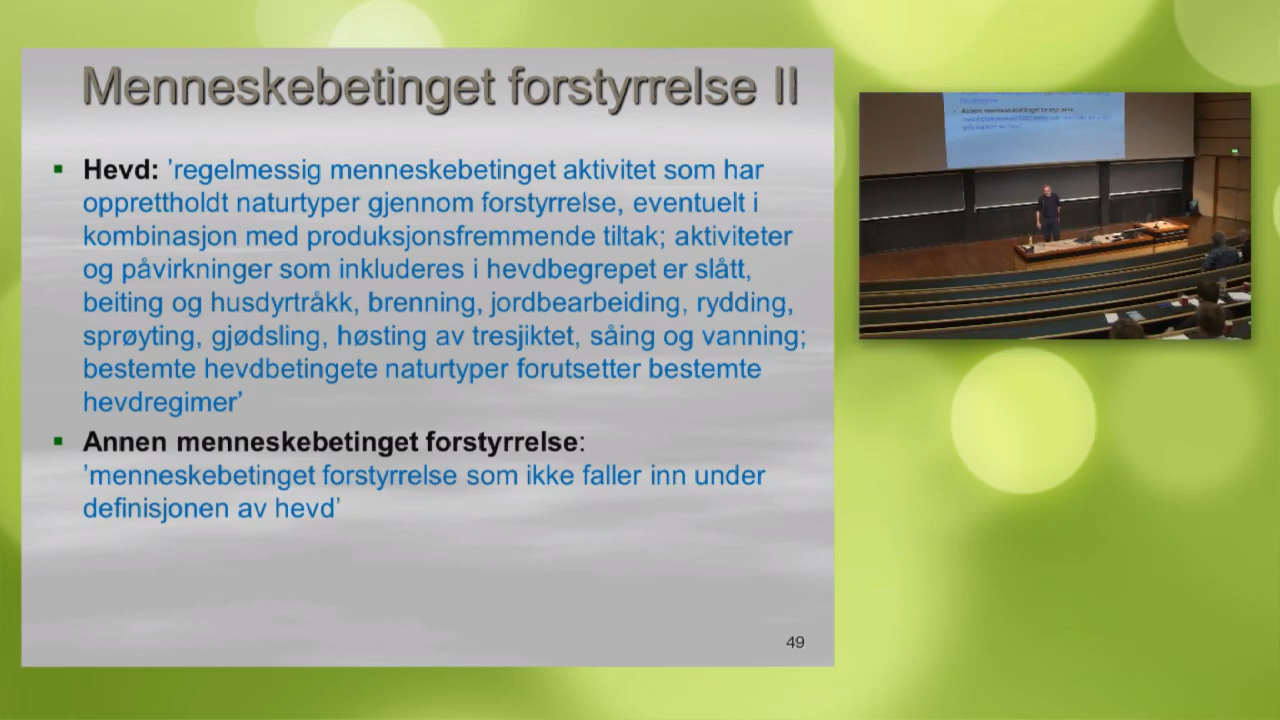 Menneskebetinget forstyrrelse II
Hevd: ’regelmessig menneskebetinget aktivitet som har
opprettholdt naturtyper gjennom forstyrrelse, eventuelt i
kombinasjon med produksjonsfremmende tiltak; aktiviteter
og påvirkninger som inkluderes i hevdbegrepet er slått,
beiting og husdyrtråkk, brenning, jordbearbeiding, rydding,
sprøyting, gjødsling, høsting av tresjiktet, såing og vanning;
bestemte hevdbetingete naturtyper forutsetter bestemte
hevdregimer’
Annen menneskebetinget forstyrrelse:
’menneskebetinget forstyrrelse som ikke faller inn under
definisjonen av hevd’
49